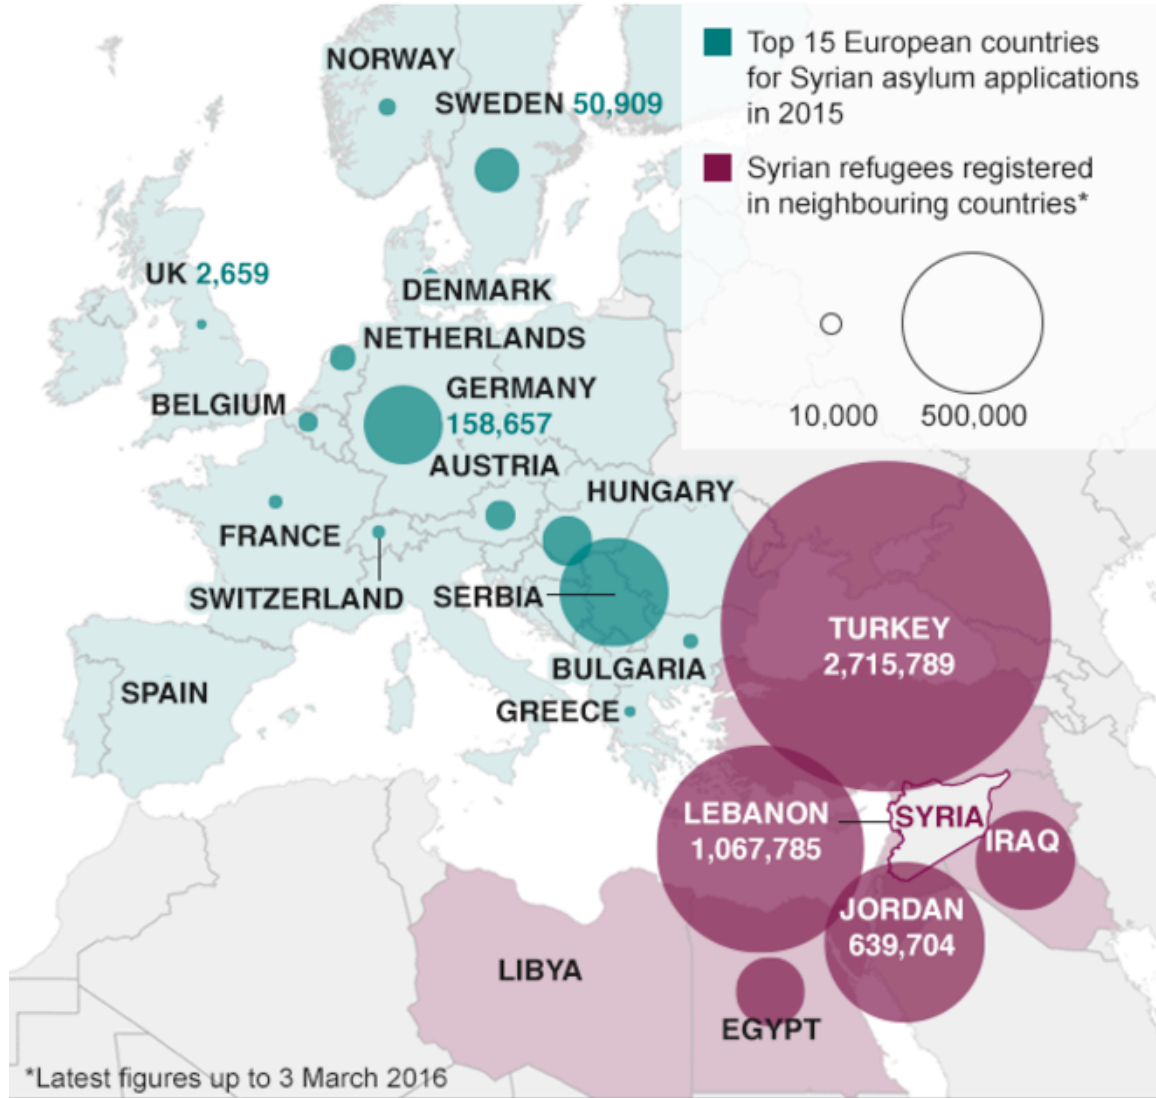 NORWAY
SWEDEN 50,909
Top 15 European countries
for Syrian asylum applications
in 2015
Syrian refugees registered
in neighbouring countries*
10,000
500,000
UK 2,659
DENMARK
NETHERLANDS
BELGIUM
GERMANY
158,657
AUSTRIA
HUNGARY
FRANCE
SWITZERLAND
SERBIA
BULGARIA
SPAIN
GREECE
TURKEY
2,715,789
LEBANON
1,067,785
SYRIA
IRAQ
JORDAN
639,704
LIBYA
EGYPT
*Latest figures up to 3 March 2016